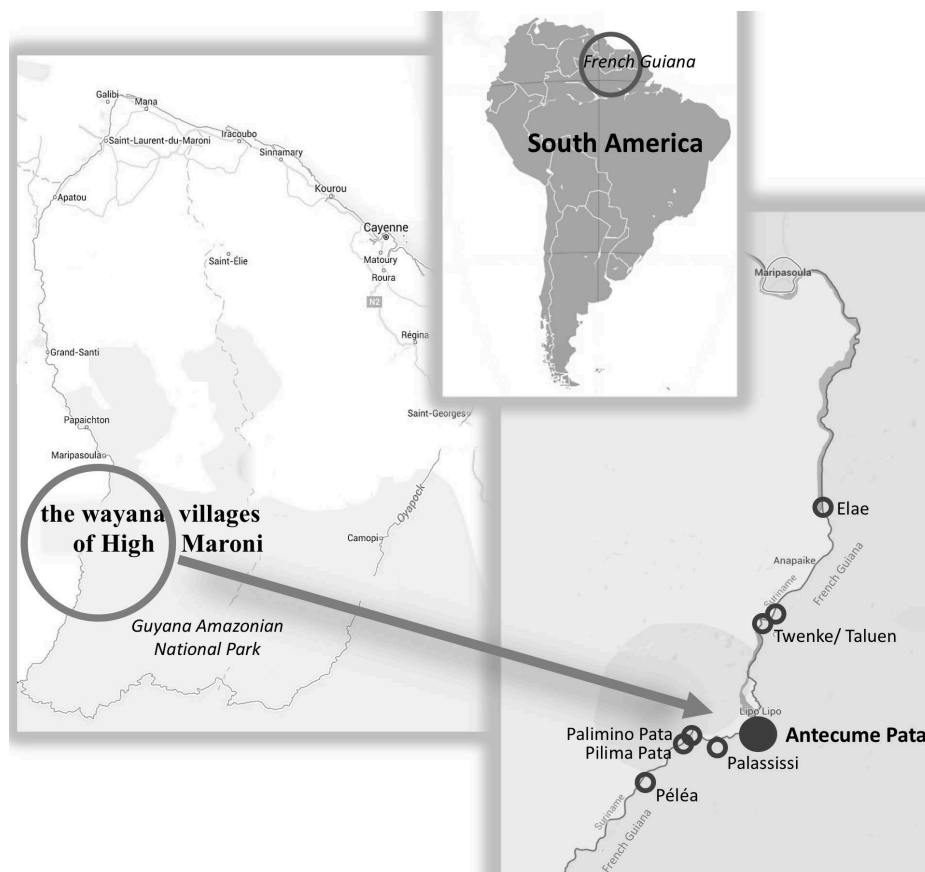 French Guiana
South America
Galibi
Mana
Saint-Laurent-du-Maroni
Iracoubo
Sinnamary
Apatou
Kourou
Cayenne
Saint-Élie
Matoury
Roura
N2
Régina
Grand-Santi
Saint-Georges
Papaichton
Maripasoula
the wayana villages
of High Maroni
Oyapock
Camopi
Guyana Amazonian
National Park
Maripasoula
Elae
Anapaike
Suriname
French Guiana
Twenke/ Taluen
Lipo Lipo
Antecume Pata
Palimino Pata
Pilima Pata
Palassissi
Péléa
Suriname
French Guiana